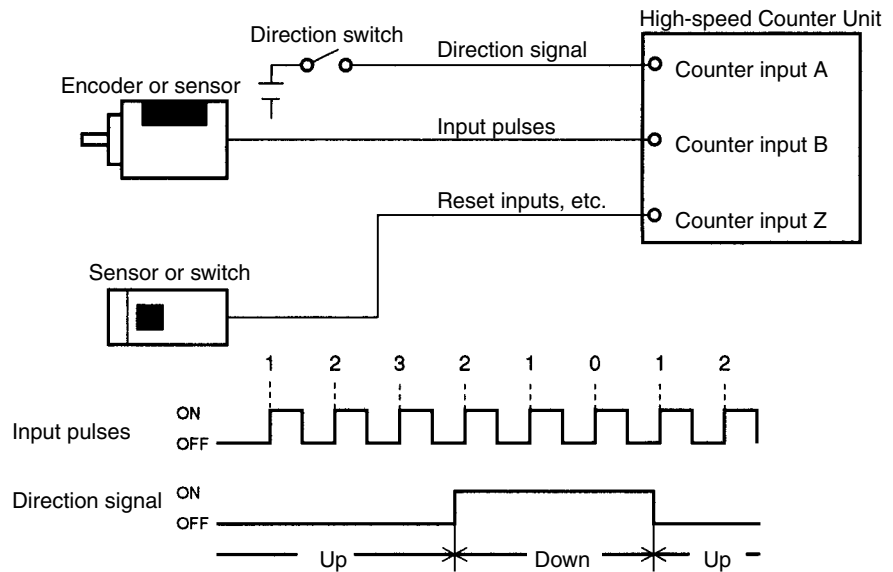 High-speed Counter Unit
Direction switch
Direction signal
Counter input A
Encoder or sensor
Input pulses
Counter input B
Reset inputs, etc.
Counter input Z
Sensor or switch
1 2 3 2 1 0 1 2
ON
Input pulses
OFF
ON
Direction signal
OFF
Up Down Up